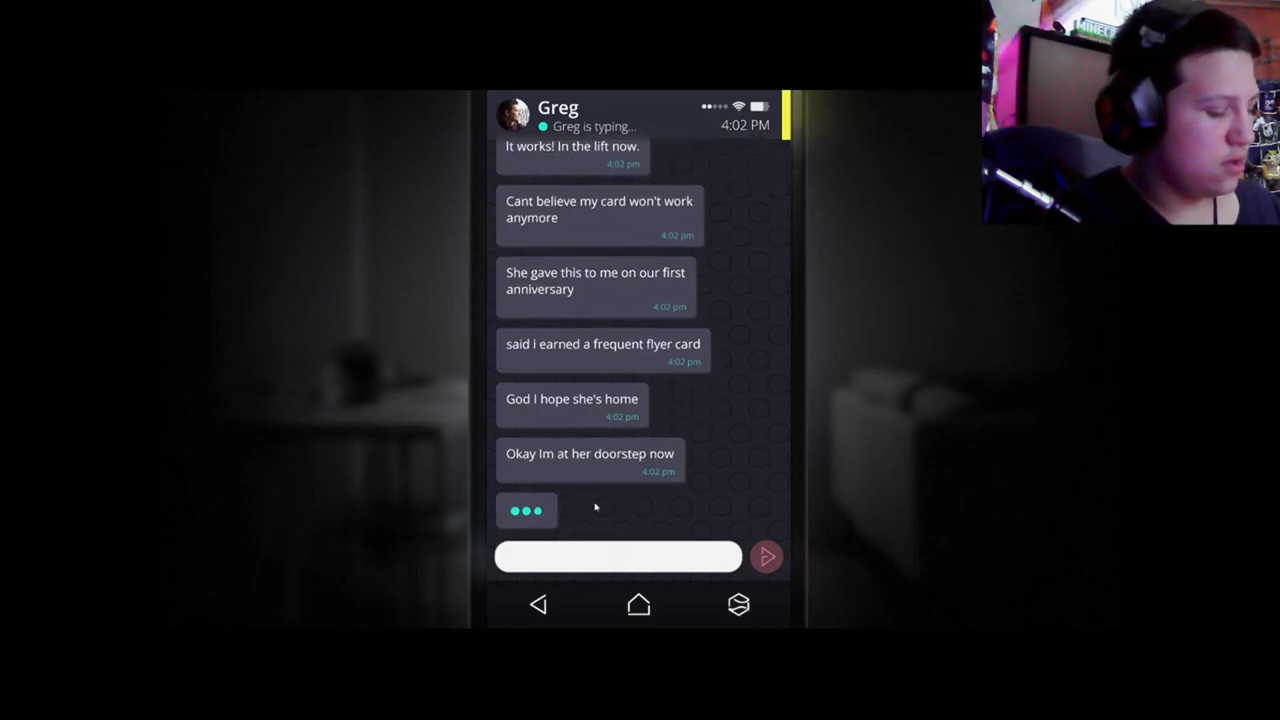 MINECR
Greg
Greg is typing...
4:02 PM
It works! In the lift now.
4:02 pm
Cant believe my card won't work
anymore
4:02 pm
She gave this to me on our first
anniversary
4:02 pm
said i earned a frequent flyer card
4:02 pm
God I hope she's home
4:02 pm
Okay Im at her doorstep now
4:02 pm